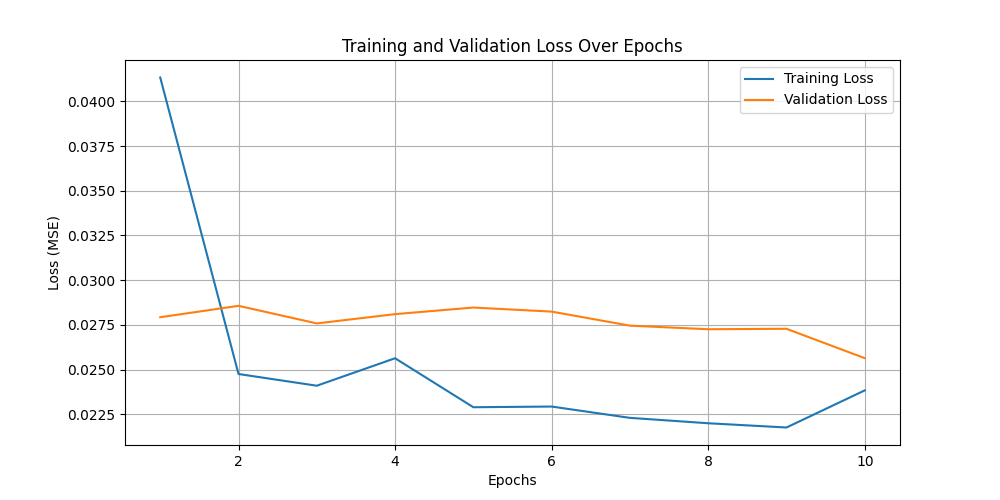 Training and Validation Loss Over Epochs
Training Loss
Validation Loss
0.0400
0.0375
0.0350
0.0325
0.0300
0.0275
0.0250
0.0225
Loss (MSE)
2 4 6 8 10
Epochs